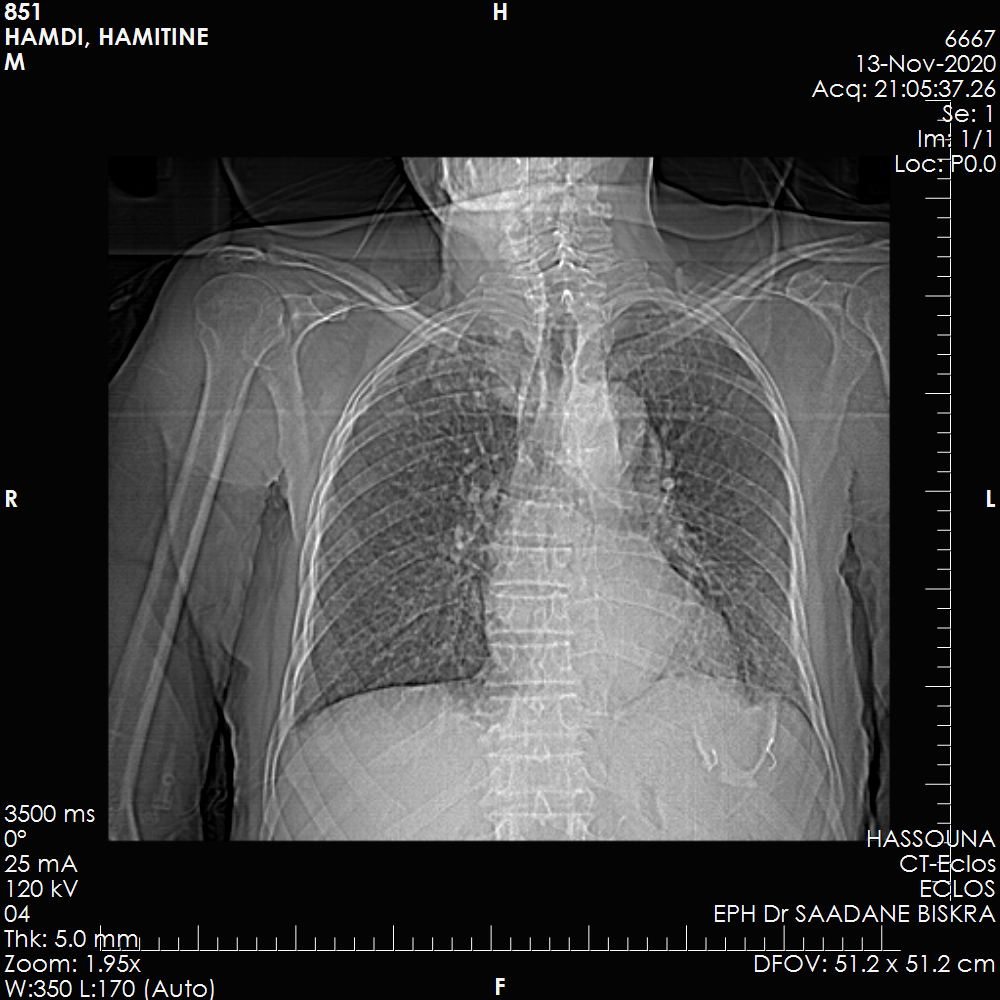 851
HAMDI, HAMITINE
M
H
6667
13-Nov-2020
Acq: 21:05:37.26
Se: 1
Im: 1/1
Loc: P0.0
R
L
3500 ms
0°
25 mA
120 kV
04
Thk: 5.0 mm
Zoom: 1.95x
W:350 L:170 (Auto)
F
HASSOUNA
CT-Eclos
ECLOS
EPH Dr SAADANE BISKRA
DFOV: 51.2 x 51.2 cm